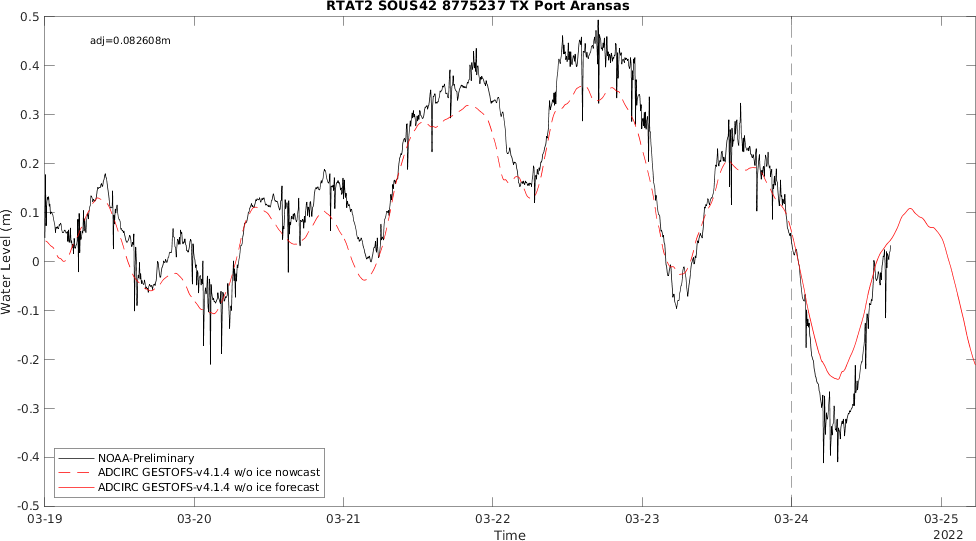 RTAT2 SOUS42 8775237 TX Port Aransas
adj=0.082608m
0.5
0.4
0.3
0.2
0.1
0
-0.1
-0.2
-0.3
-0.4
-0.5
Water Level (m)
NOAA-Preliminary
ADCIRC GESTOFS-v4.1.4 w/o ice nowcast
ADCIRC GESTOFS-v4.1.4 w/o ice forecast
03-19 03-20 03-21 03-22 03-23 03-24 03-25
Time
2022